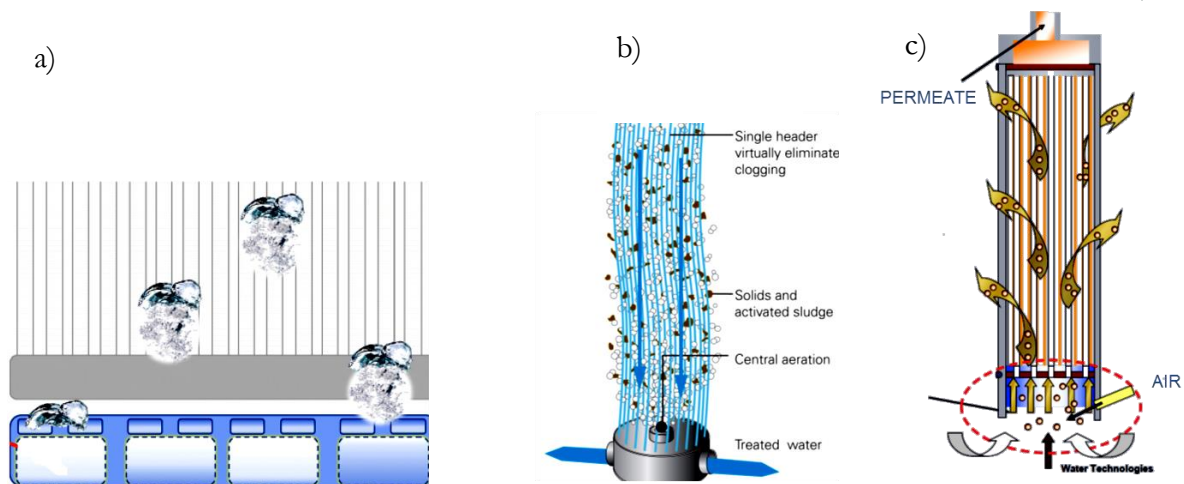 a)
b)
Single header
virtually eliminate
clogging
Solids and
activated sludge
Central aeration
Treated water
c)
PERMEATE
AIR
Water Technologies